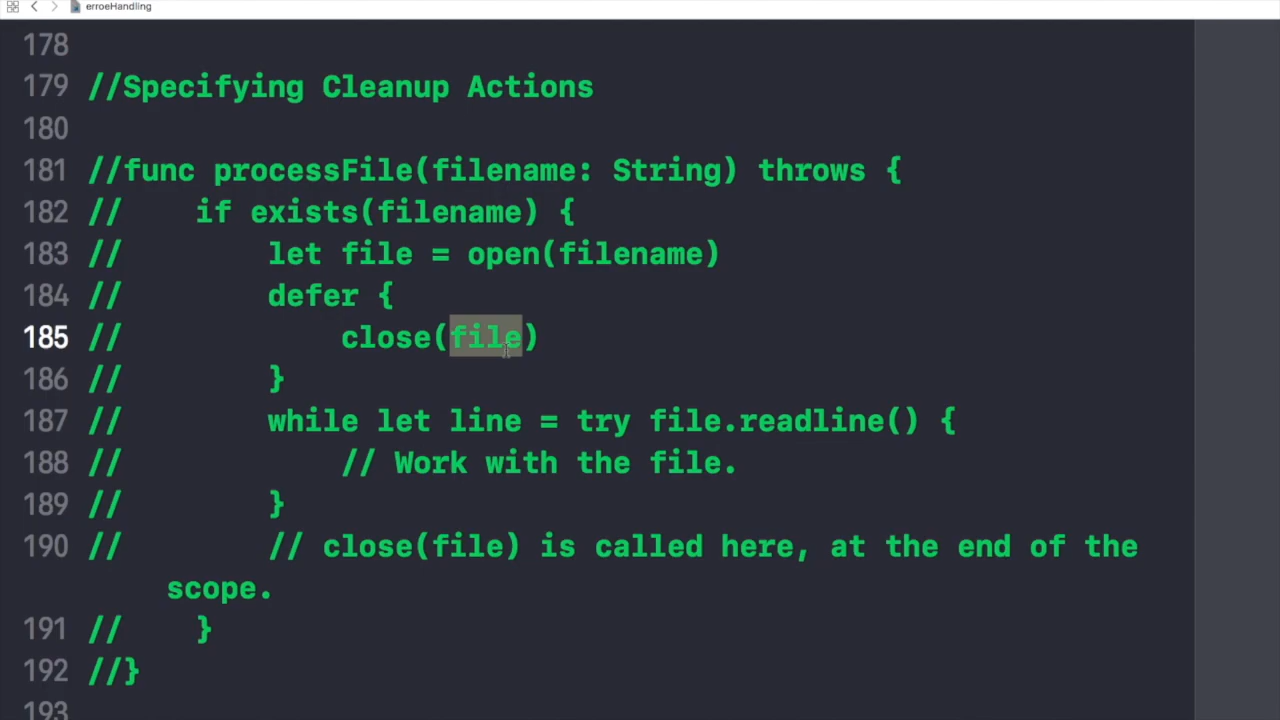 erroeHandling
178
179 //Specifying Cleanup Actions
180
181 //func processFile(filename: String) throws {
182 //    if exists(filename) {
183 //        let file = open(filename)
184 //        defer {
185 //            close(file)
186 //        }
187 //        while let line = try file.readline() {
188 //            // Work with the file.
189 //        }
190 //        // close(file) is called here, at the end of the
scope.
191 //    }
192 //}
193